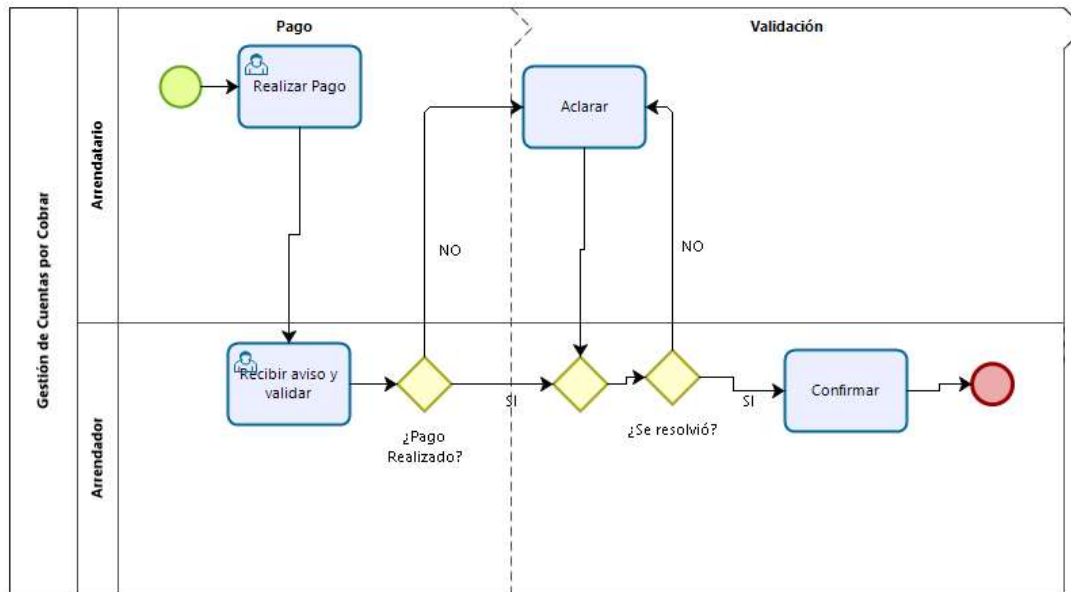 Gestión de Cuentas por Cobrar
Pago
Validación
Arrendatario
Realizar Pago
Aclarar
NO
NO
Arrendador
Recibir aviso y
validar
¿Pago
Realizado?
SI
¿Se resolvió?
SI
Confirmar